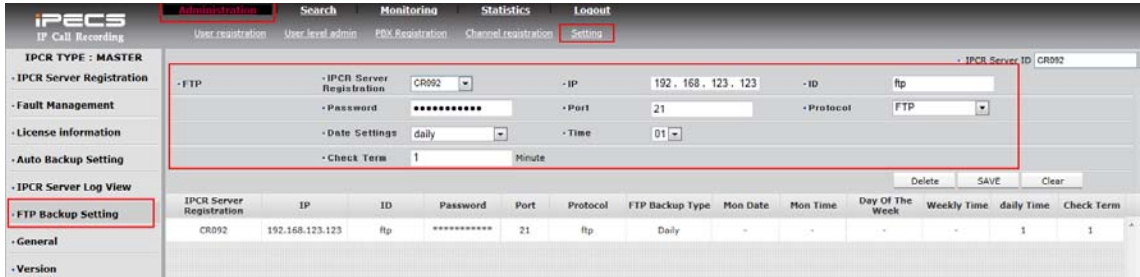 iPECS
IP Call Recording
Administration Search Monitoring Statistics Logout
User registration User level admin PBX Registration Channel registration Setting
IPCR TYPE : MASTER
· IPCR Server Registration
· Fault Management
· License information
· Auto Backup Setting
· IPCR Server Log View
· FTP Backup Setting
· General
· Version
· IPCR Server ID CR092
· FTP · IPCR Server Registration CR092 · IP 192 . 168 . 123 . 123 · ID ftp
· Password ●●●●●●●●●●● · Port 21 · Protocol FTP
· Date Settings daily · Time 01
· Check Term 1 Minute
Delete SAVE Clear
IPCR Server Registration IP ID Password Port Protocol FTP Backup Type Mon Date Mon Time Day Of The Week Weekly Time daily Time Check Term
CR092 192.168.123.123 ftp *********** 21 ftp Daily - - - - 1 1